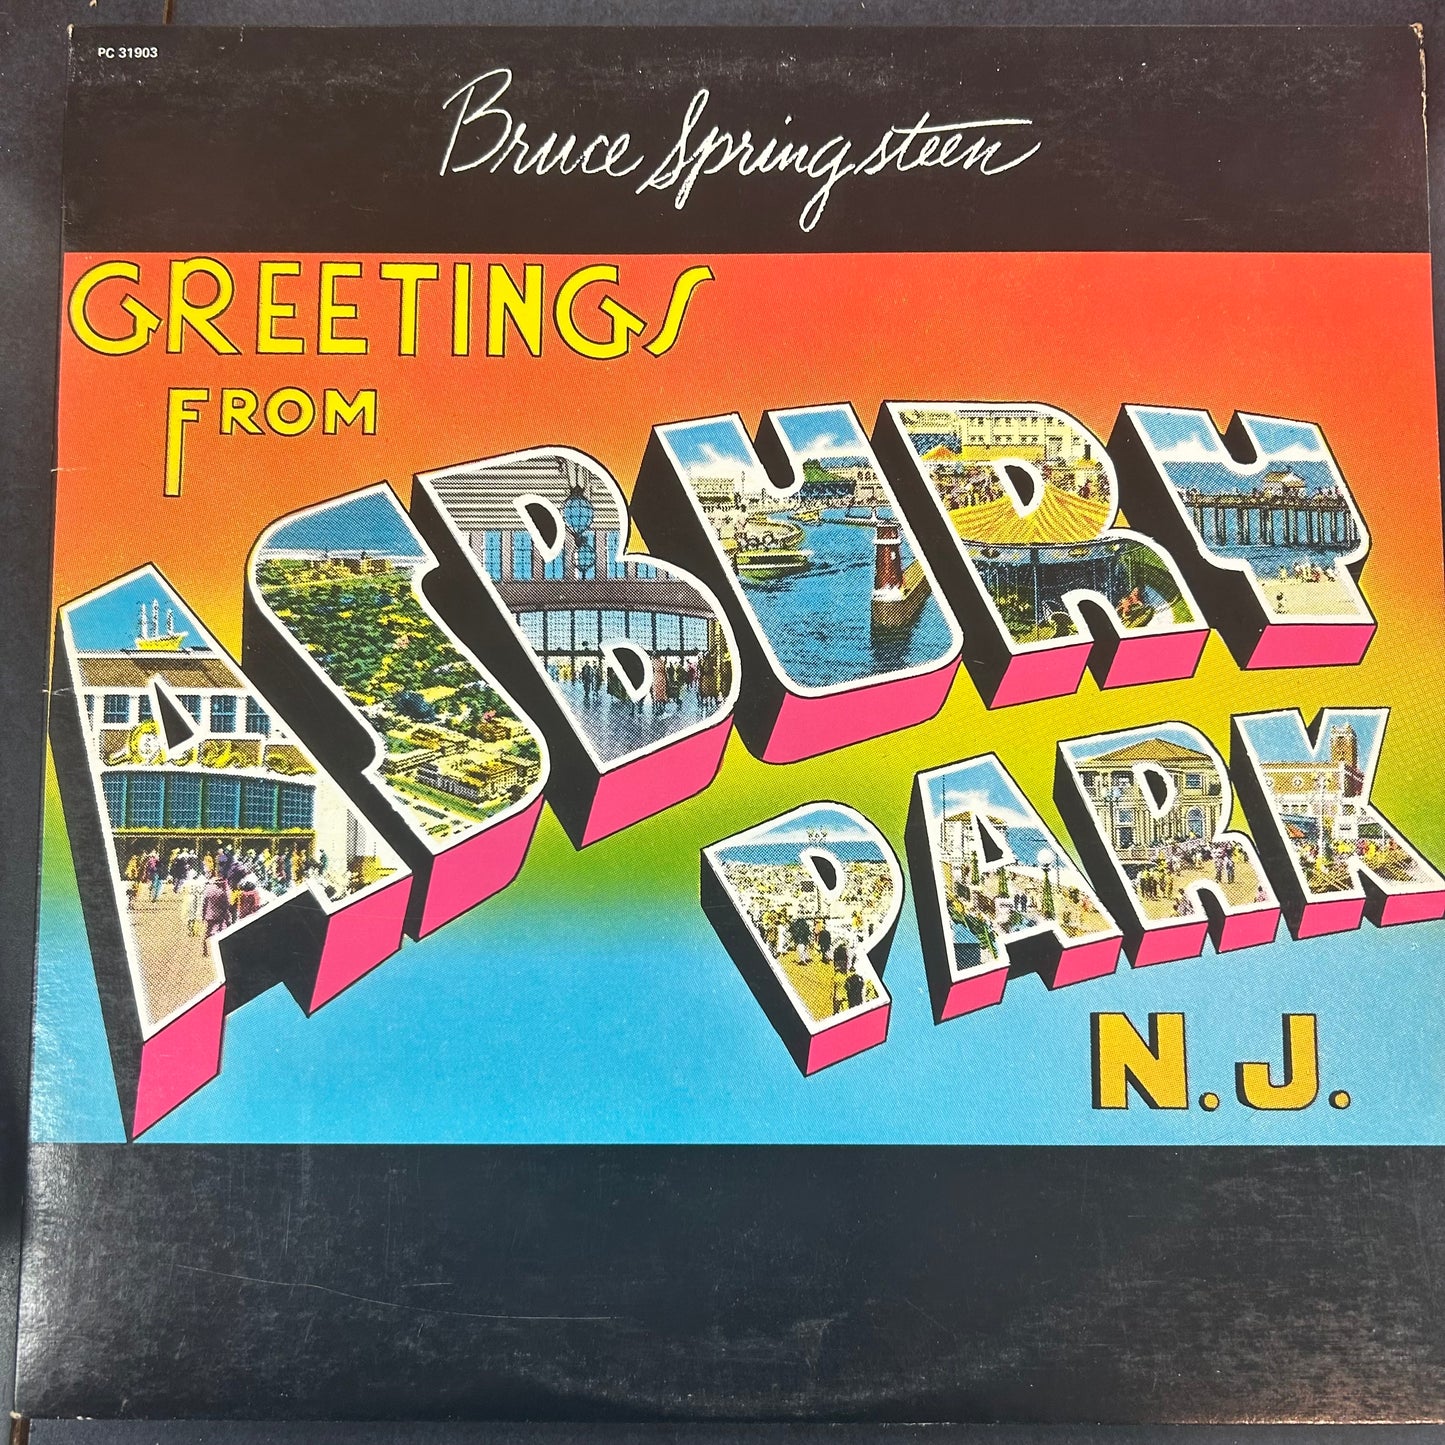 PC 31903
Bruce Springsteen
GREETINGS
FROM
ASBURY
PARK
N.J.